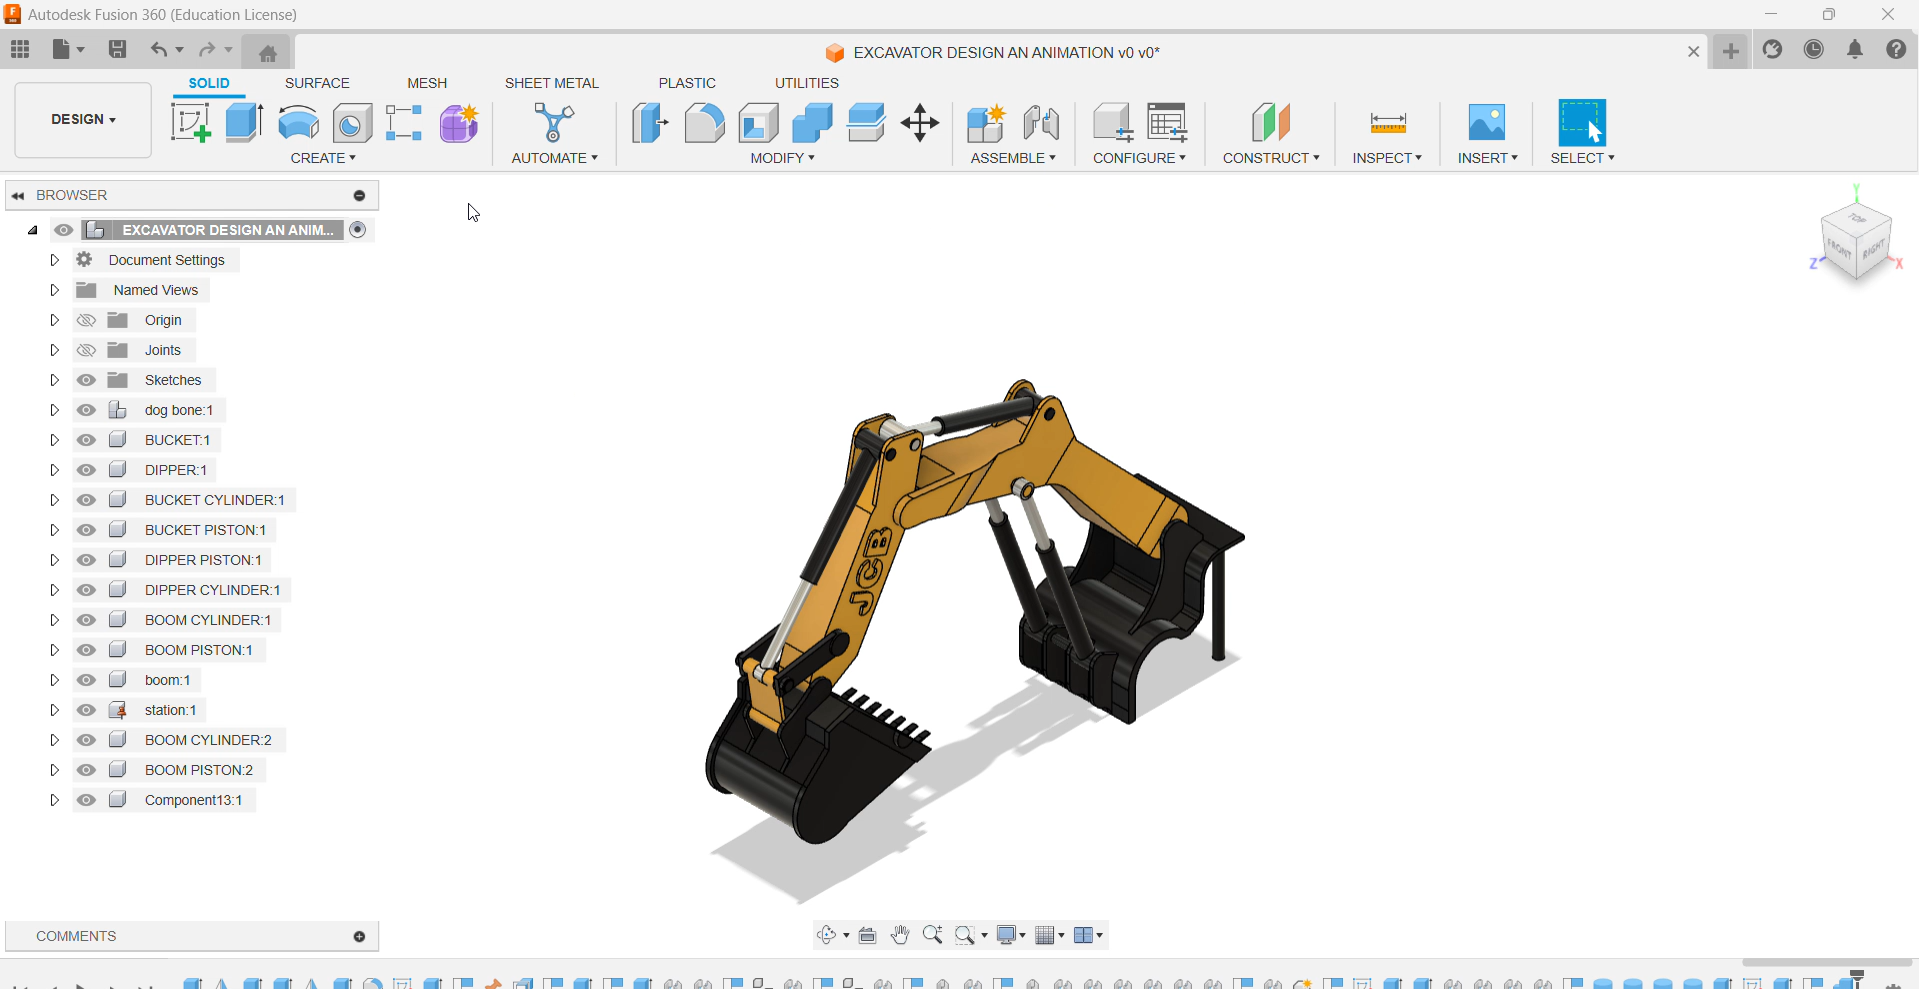 Autodesk Fusion 360 (Education License)
EXCAVATOR DESIGN AN ANIMATION v0 v0*
SOLID
SURFACE
MESH
SHEET METAL
PLASTIC
UTILITIES
DESIGN
CREATE
AUTOMATE
MODIFY
ASSEMBLE
CONFIGURE
CONSTRUCT
INSPECT
INSERT
SELECT
BROWSER
EXCAVATOR DESIGN AN ANIM...
Document Settings
Named Views
Origin
Joints
Sketches
dog bone:1
BUCKET:1
DIPPER:1
BUCKET CYLINDER:1
BUCKET PISTON:1
DIPPER PISTON:1
DIPPER CYLINDER:1
BOOM CYLINDER:1
BOOM PISTON:1
boom:1
station:1
BOOM CYLINDER:2
BOOM PISTON:2
Component13:1
Y
TOP
FRONT
RIGHT
Z
X
JCB
COMMENTS